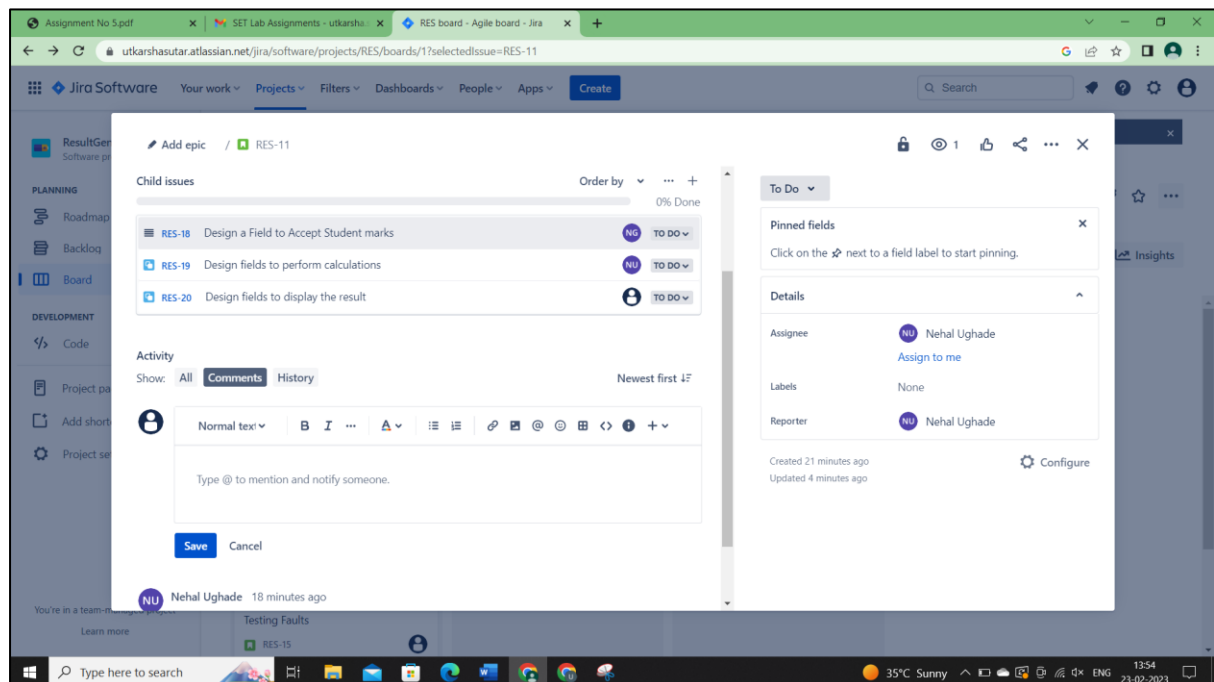 Assignment No 5.pdf
SET Lab Assignments - utkarsha.s
RES board - Agile board - Jira
utkarshasutar.atlassian.net/jira/software/projects/RES/boards/1?selectedIssue=RES-11
Jira Software
Your work
Projects
Filters
Dashboards
People
Apps
Create
Search
ResultGen
Software pr
PLANNING
Roadmap
Backlog
Board
DEVELOPMENT
Code
Project pa
Add short
Project se
You're in a team-m
Learn more
Add epic / RES-11
1
Child issues
Order by
0% Done
RES-18 Design a Field to Accept Student marks NG TO DO
RES-19 Design fields to perform calculations NU TO DO
RES-20 Design fields to display the result TO DO
Activity
Show: All Comments History Newest first
Normal text B I A
Type @ to mention and notify someone.
Save Cancel
NU Nehal Ughade 18 minutes ago
To Do
Pinned fields
Click on the next to a field label to start pinning.
Details
Assignee NU Nehal Ughade
Assign to me
Labels None
Reporter NU Nehal Ughade
Created 21 minutes ago
Updated 4 minutes ago
Configure
Insights
Testing Faults
RES-15
Type here to search
35°C Sunny
ENG
13:54
23-02-2023